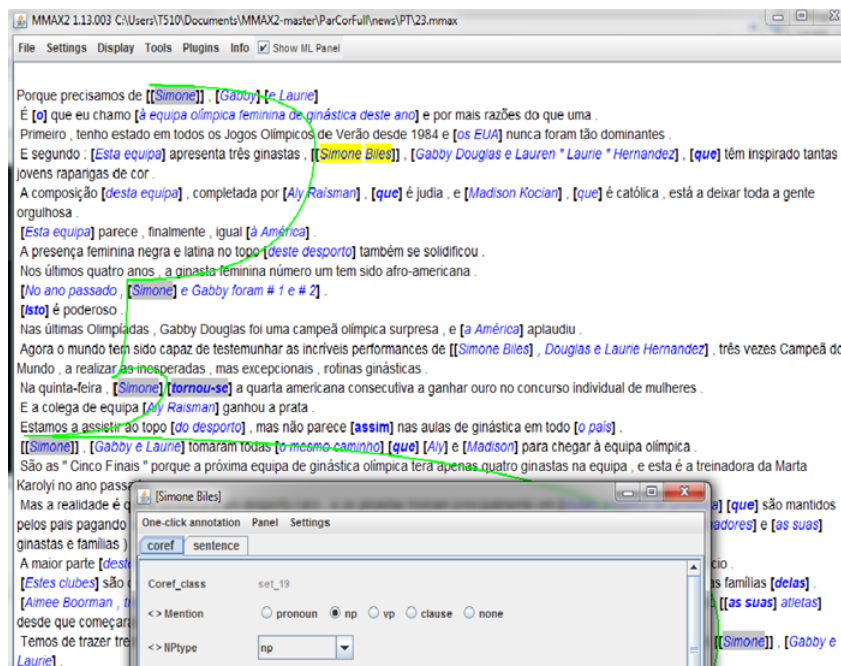 MMAX2 1.13.003 C:\Users\T510\Documents\MMAX2-master\ParCorFull\news\PT\23.mmax
File Settings Display Tools Plugins Info Show ML Panel
Porque precisamos de [[Simone]] , [Gabby] [e Laurie]
É [o] que eu chamo [à equipa olímpica feminina de ginástica deste ano] e por mais razões do que uma .
Primeiro , tenho estado em todos os Jogos Olímpicos de Verão desde 1984 e [os EUA] nunca foram tão dominantes .
E segundo : [Esta equipa] apresenta três ginastas , [[Simone Biles]] , [Gabby Douglas e Lauren " Laurie " Hernandez] , [que] têm inspirado tantas
jovens raparigas de cor .
A composição [desta equipa] , completada por [Aly Raisman] , [que] é judia , e [Madison Kocian] , [que] é católica , está a deixar toda a gente
orgulhosa .
[Esta equipa] parece , finalmente , igual [à América] .
A presença feminina negra e latina no topo [deste desporto] também se solidificou .
Nos últimos quatro anos , a ginasta feminina número um tem sido afro-americana .
[No ano passado , [Simone] e Gabby foram # 1 e # 2] .
[Isto] é poderoso .
Nas últimas Olimpíadas , Gabby Douglas foi uma campeã olímpica surpresa , e [a América] aplaudiu .
Agora o mundo tem sido capaz de testemunhar as incríveis performances de [[Simone Biles] , Douglas e Laurie Hernandez] , três vezes Campeã do
Mundo , a realizar as inesperadas , mas excepcionais , rotinas ginásticas .
Na quinta-feira , [Simone] [tornou-se] a quarta americana consecutiva a ganhar ouro no concurso individual de mulheres .
E a colega de equipa [Aly Raisman] ganhou a prata .
Estamos a assistir ao topo [do desporto] , mas não parece [assim] nas aulas de ginástica em todo [o país] .
[[Simone]] , [Gabby e Laurie] tomaram todas [o mesmo caminho] [que] [Aly] e [Madison] para chegar à equipa olímpica .
São as " Cinco Finais " porque a próxima equipa de ginástica olímpica terá apenas quatro ginastas na equipa , e esta é a treinadora da Marta
Karolyi no ano pass
Mas a realidade é q [que] são mantidos
pelos pais pagando adores] e [as suas]
ginastas e famílias )
A maior parte [dest cio .
[Estes clubes] são as famílias [delas] .
[Aimee Boorman , tr [[as suas] atletas]
desde que começara
Temos de trazer tre [[Simone]] , [Gabby e
Laurie] .
[Simone Biles]
One-click annotation Panel Settings
coref sentence
Coref_class set_19
<> Mention pronoun np vp clause none
<> NPtype np